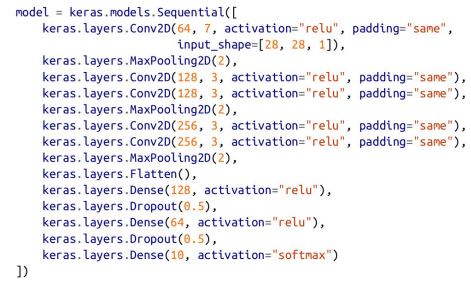 model = keras.models.Sequential([
    keras.layers.Conv2D(64, 7, activation="relu", padding="same",
                        input_shape=[28, 28, 1]),
    keras.layers.MaxPooling2D(2),
    keras.layers.Conv2D(128, 3, activation="relu", padding="same"),
    keras.layers.Conv2D(128, 3, activation="relu", padding="same"),
    keras.layers.MaxPooling2D(2),
    keras.layers.Conv2D(256, 3, activation="relu", padding="same"),
    keras.layers.Conv2D(256, 3, activation="relu", padding="same"),
    keras.layers.MaxPooling2D(2),
    keras.layers.Flatten(),
    keras.layers.Dense(128, activation="relu"),
    keras.layers.Dropout(0.5),
    keras.layers.Dense(64, activation="relu"),
    keras.layers.Dropout(0.5),
    keras.layers.Dense(10, activation="softmax")
])